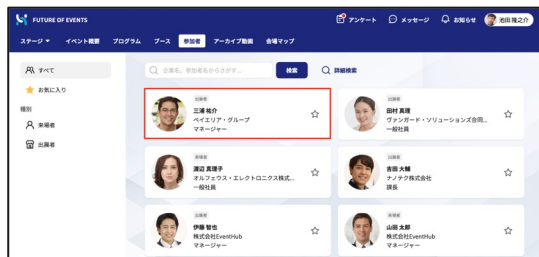 FUTURE OF EVENTS
アンケート メッセージ お知らせ 池田 隆之介
ステージ▼ イベント概要 プログラム ブース 参加者 アーカイブ動画 会場マップ
すべて
お気に入り
種別
来場者
出展者
企業名、参加者名からさがす... 検索 詳細検索
出展者
三浦 祐介
ベイエリア・グループ
マネージャー
出展者
田村 真理
ヴァンガード・ソリューションズ合同...
一般社員
来場者
渡辺 真理子
オルフェウス・エレクトロニクス株式...
一般社員
出展者
吉田 大輔
ナノテク株式会社
課長
出展者
伊藤 智也
株式会社EventHub
マネージャー
来場者
山田 太郎
株式会社EventHub
マネージャー